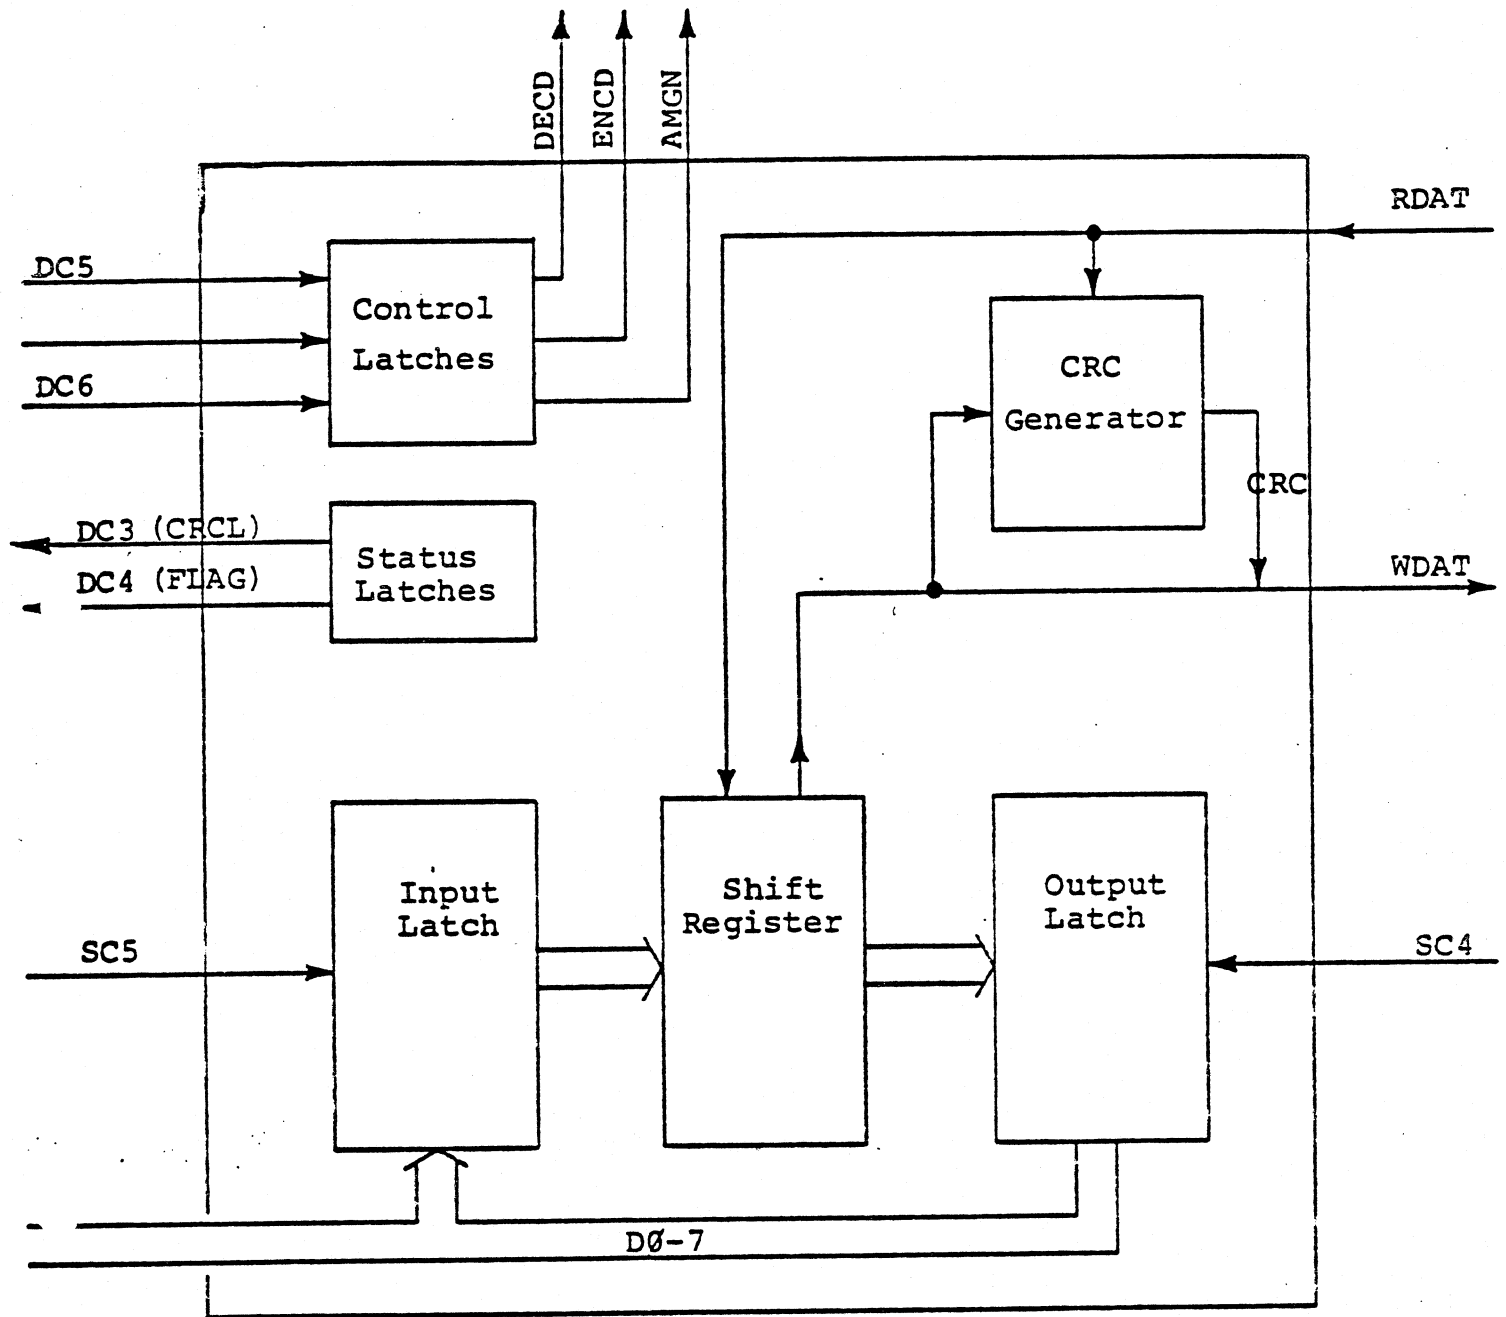 DECD
ENCD
AMGN
RDAT
DC5
Control
Latches
DC6
CRC
Generator
CRC
DC3 (CRCL)
DC4 (FLAG)
Status
Latches
WDAT
Input
Latch
Shift
Register
Output
Latch
SC5
SC4
DØ-7